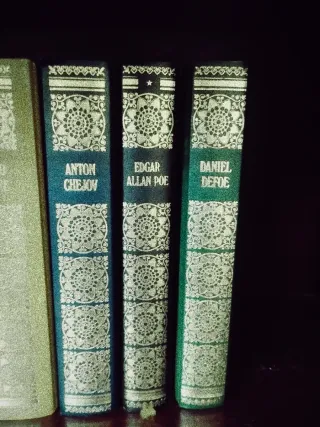 ANTON
CHEJOV
EDGAR
ALLAN POE
DANIEL
DEFOE